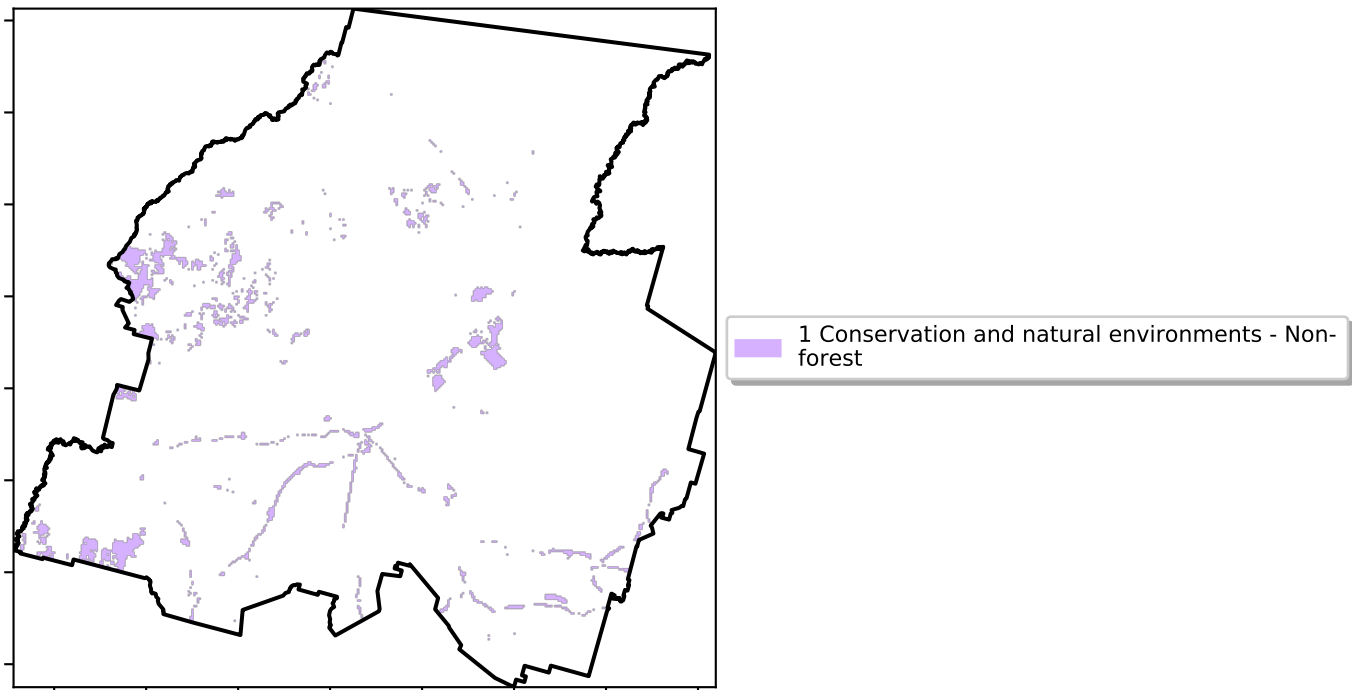 1 Conservation and natural environments - Non-
forest